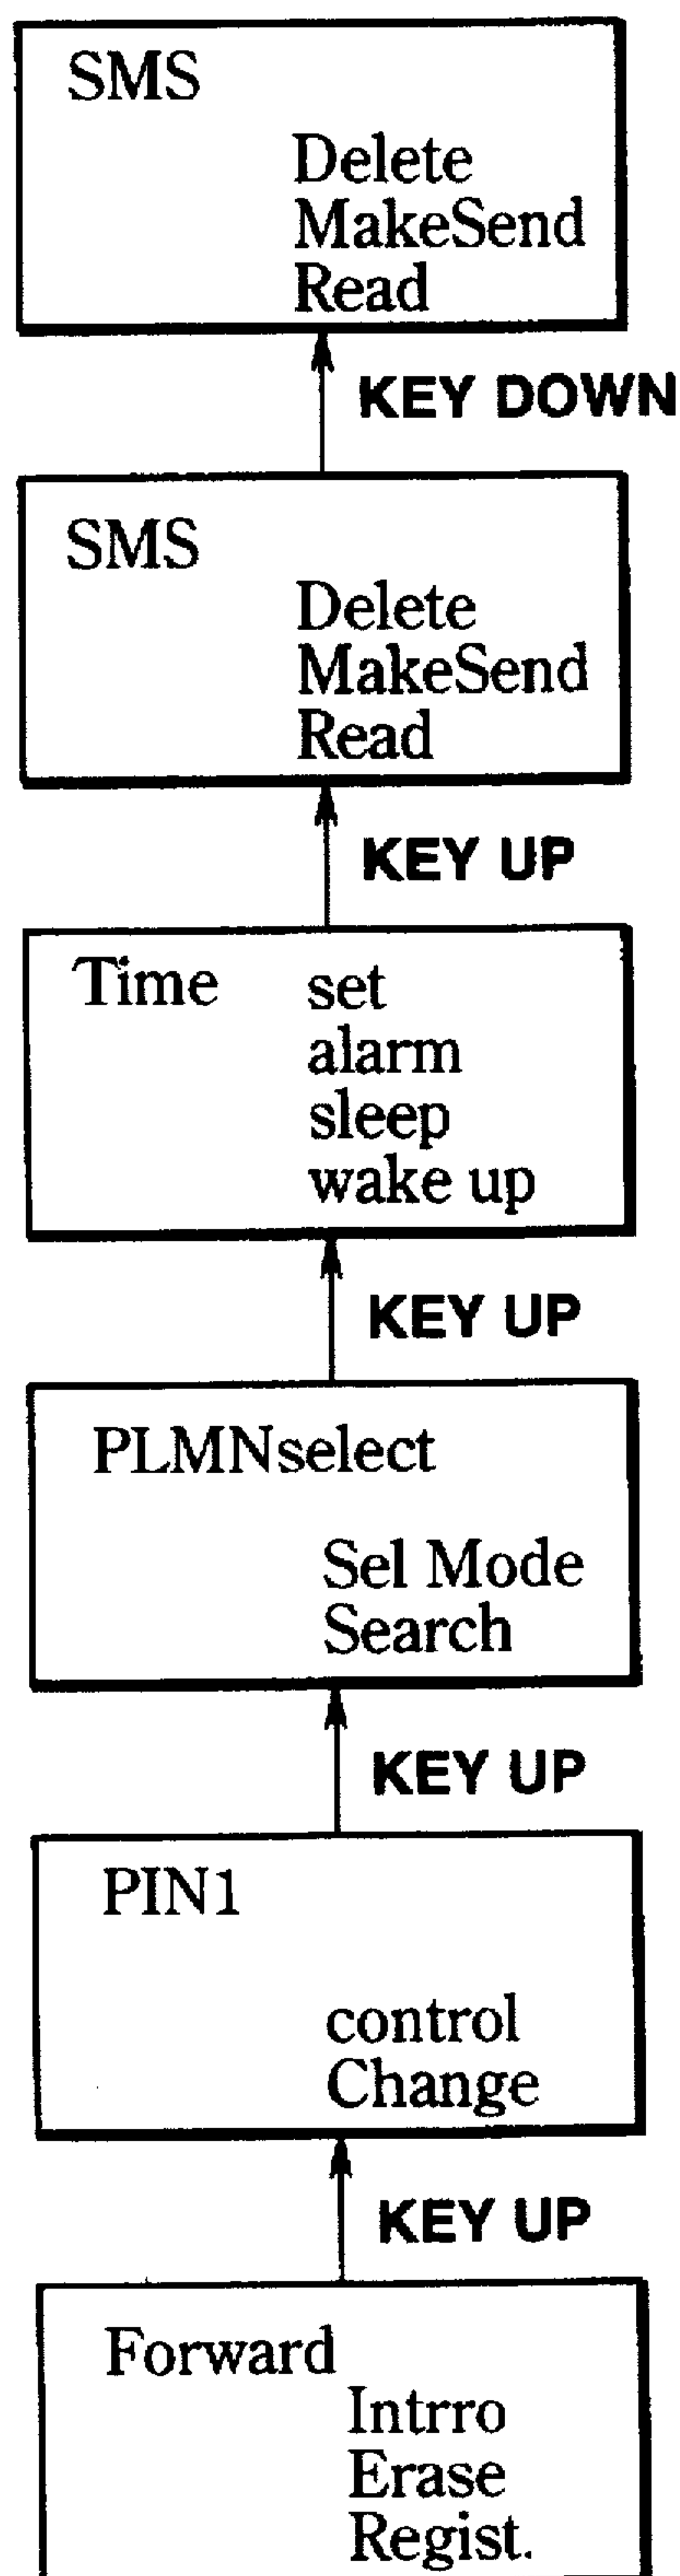 SMS
Delete
MakeSend
Read
KEY DOWN
SMS
Delete
MakeSend
Read
KEY UP
Time set
alarm
sleep
wake up
KEY UP
PLMNselect
Sel Mode
Search
KEY UP
PIN1
control
Change
KEY UP
Forward
Intrro
Erase
Regist.